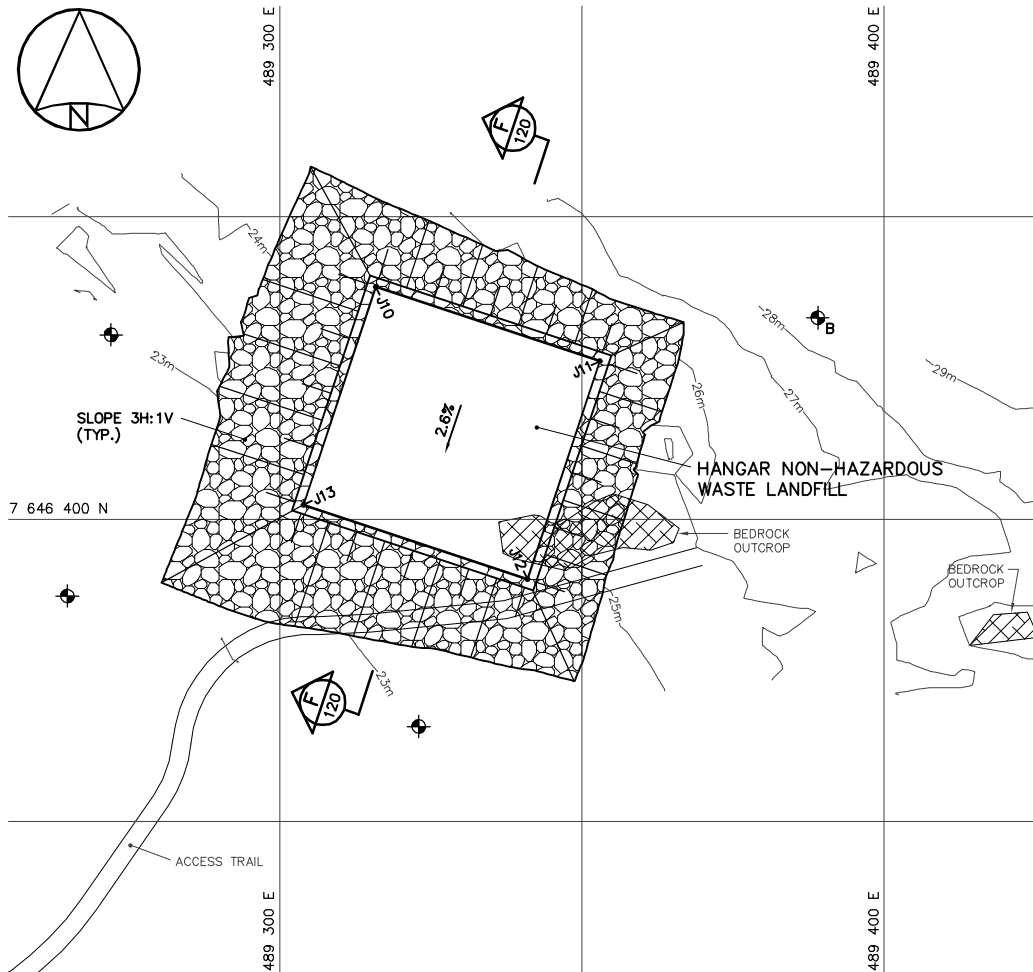 489 300 E
489 400 E
N
F
120
24m
28m
B
J10
23m
J11
29m
26m
27m
SLOPE 3H:1V
(TYP.)
2.6%
HANGAR NON-HAZARDOUS
WASTE LANDFILL
J13
7 646 400 N
BEDROCK
OUTCROP
J12
BEDROCK
OUTCROP
25m
23m
F
120
ACCESS TRAIL
489 300 E
489 400 E